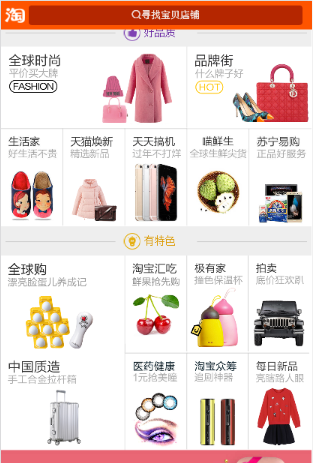 淘
寻找宝贝店铺
好品质
全球时尚
平价买大牌
FASHION
品牌街
什么牌子好
HOT
生活家
好生活不贵
天猫焕新
精选新品
天天搞机
过年不打烊
喵鲜生
全球生鲜尖货
苏宁易购
正品好服务
有特色
全球购
漂亮脸蛋儿养成记
淘宝汇吃
鲜果抢先购
极有家
撞色保温杯
拍卖
底价狂欢趴
中国质造
手工合金拉杆箱
医药健康
1元抢美瞳
淘宝众筹
追剧神器
每日新品
亮瞎路人眼